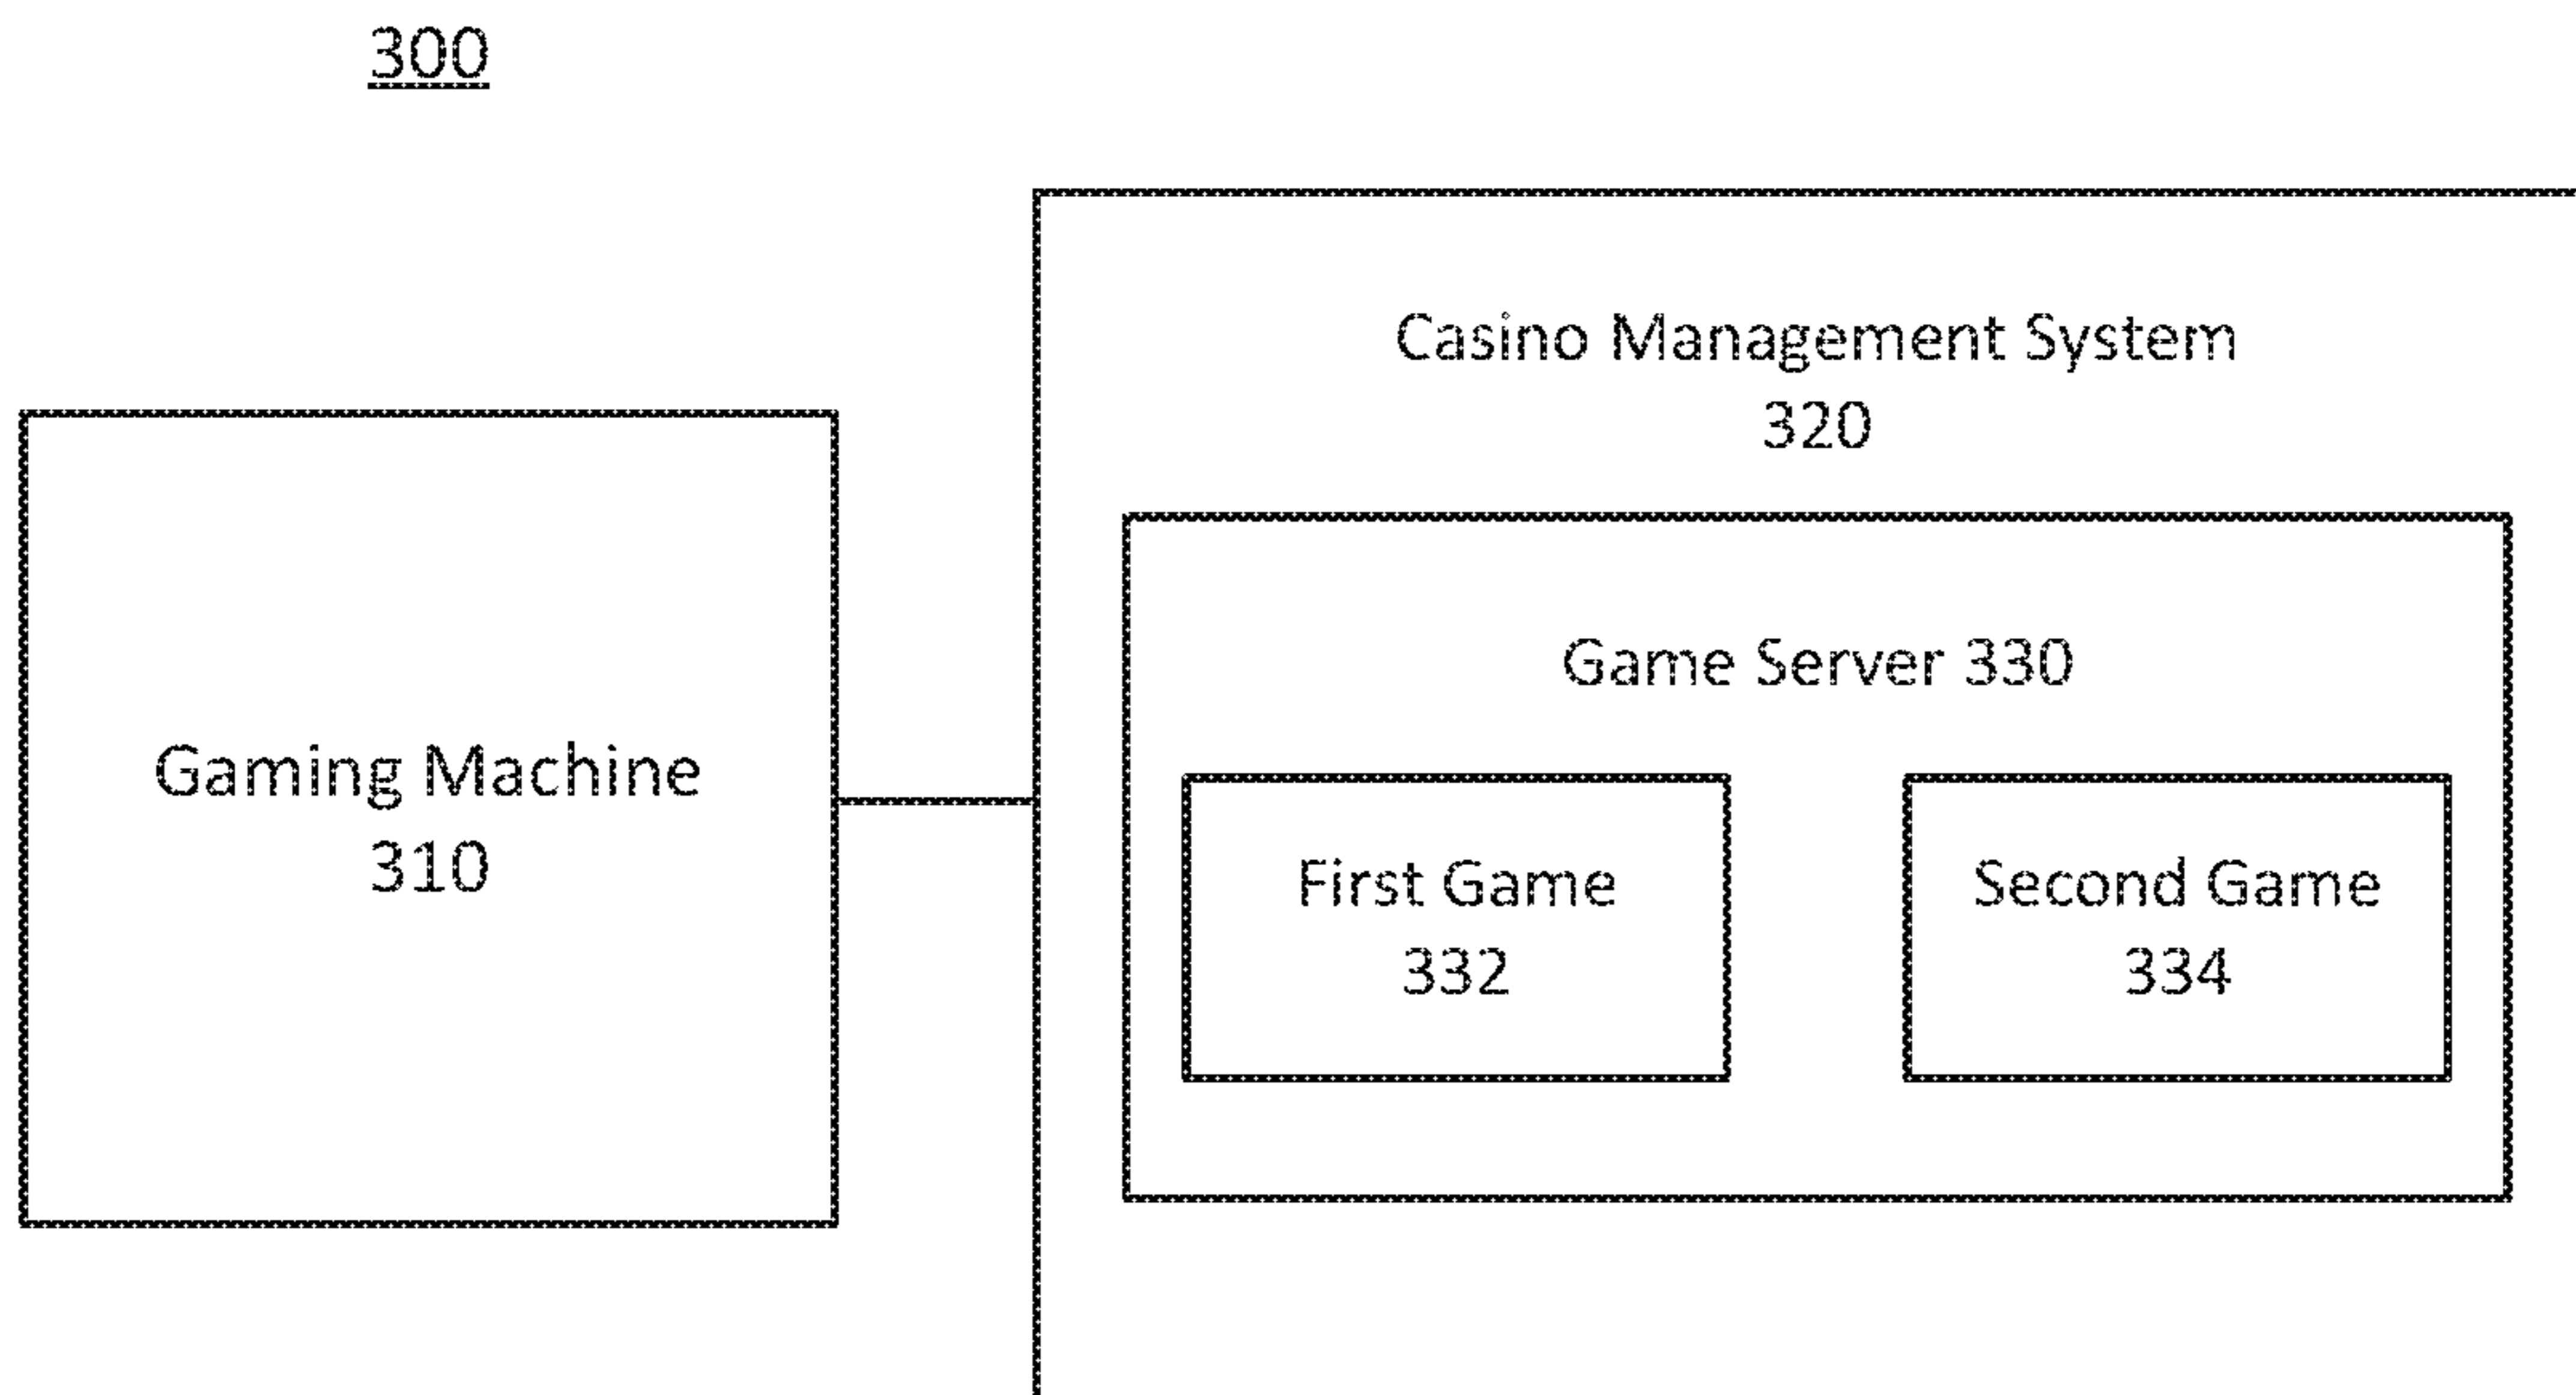 300
Casino Management System
320
Game Server 330
Gaming Machine
310
First Game
332
Second Game
334